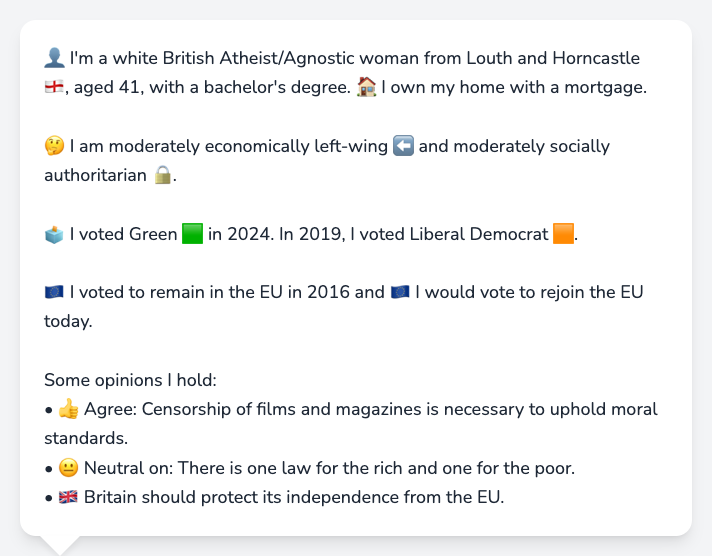 👤 I'm a white British Atheist/Agnostic woman from Louth and Horncastle
🏴󠁧󠁢󠁥󠁮󠁧󠁿, aged 41, with a bachelor's degree. 🏠 I own my home with a mortgage.
🤔 I am moderately economically left-wing ⬅️ and moderately socially
authoritarian 🔒.
🗳️ I voted Green 🟩 in 2024. In 2019, I voted Liberal Democrat 🟧.
🇪🇺 I voted to remain in the EU in 2016 and 🇪🇺 I would vote to rejoin the EU
today.
Some opinions I hold:
• 👍 Agree: Censorship of films and magazines is necessary to uphold moral
standards.
• 😐 Neutral on: There is one law for the rich and one for the poor.
• 🇬🇧 Britain should protect its independence from the EU.